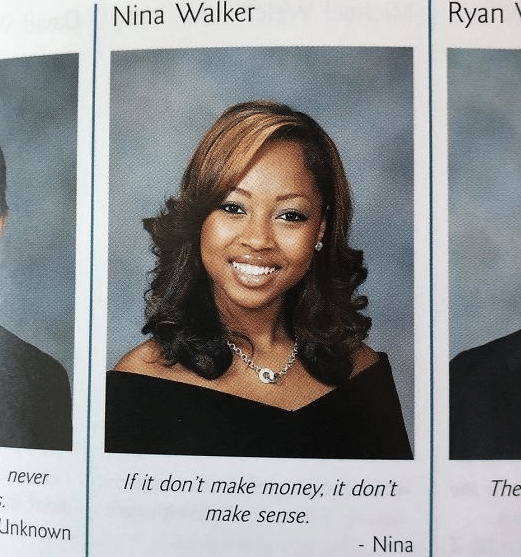 Nina Walker
Ryan
never
s.
Unknown
If it don't make money, it don't
make sense.
- Nina
The